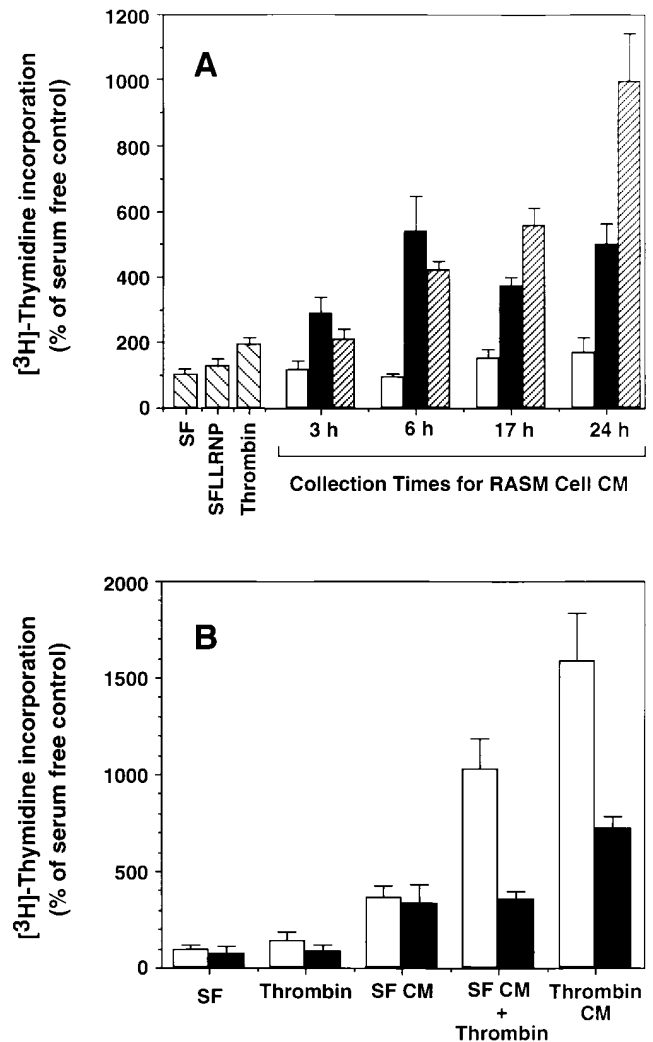 A
[³H]-Thymidine incorporation
(% of serum free control)
1200
1000
800
600
400
200
0
SF
SFLLRNP
Thrombin
3 h
6 h
17 h
24 h
Collection Times for RASM Cell CM
B
[³H]-Thymidine incorporation
(% of serum free control)
2000
1500
1000
500
0
SF
Thrombin
SF CM
SF CM
+
Thrombin
Thrombin
CM